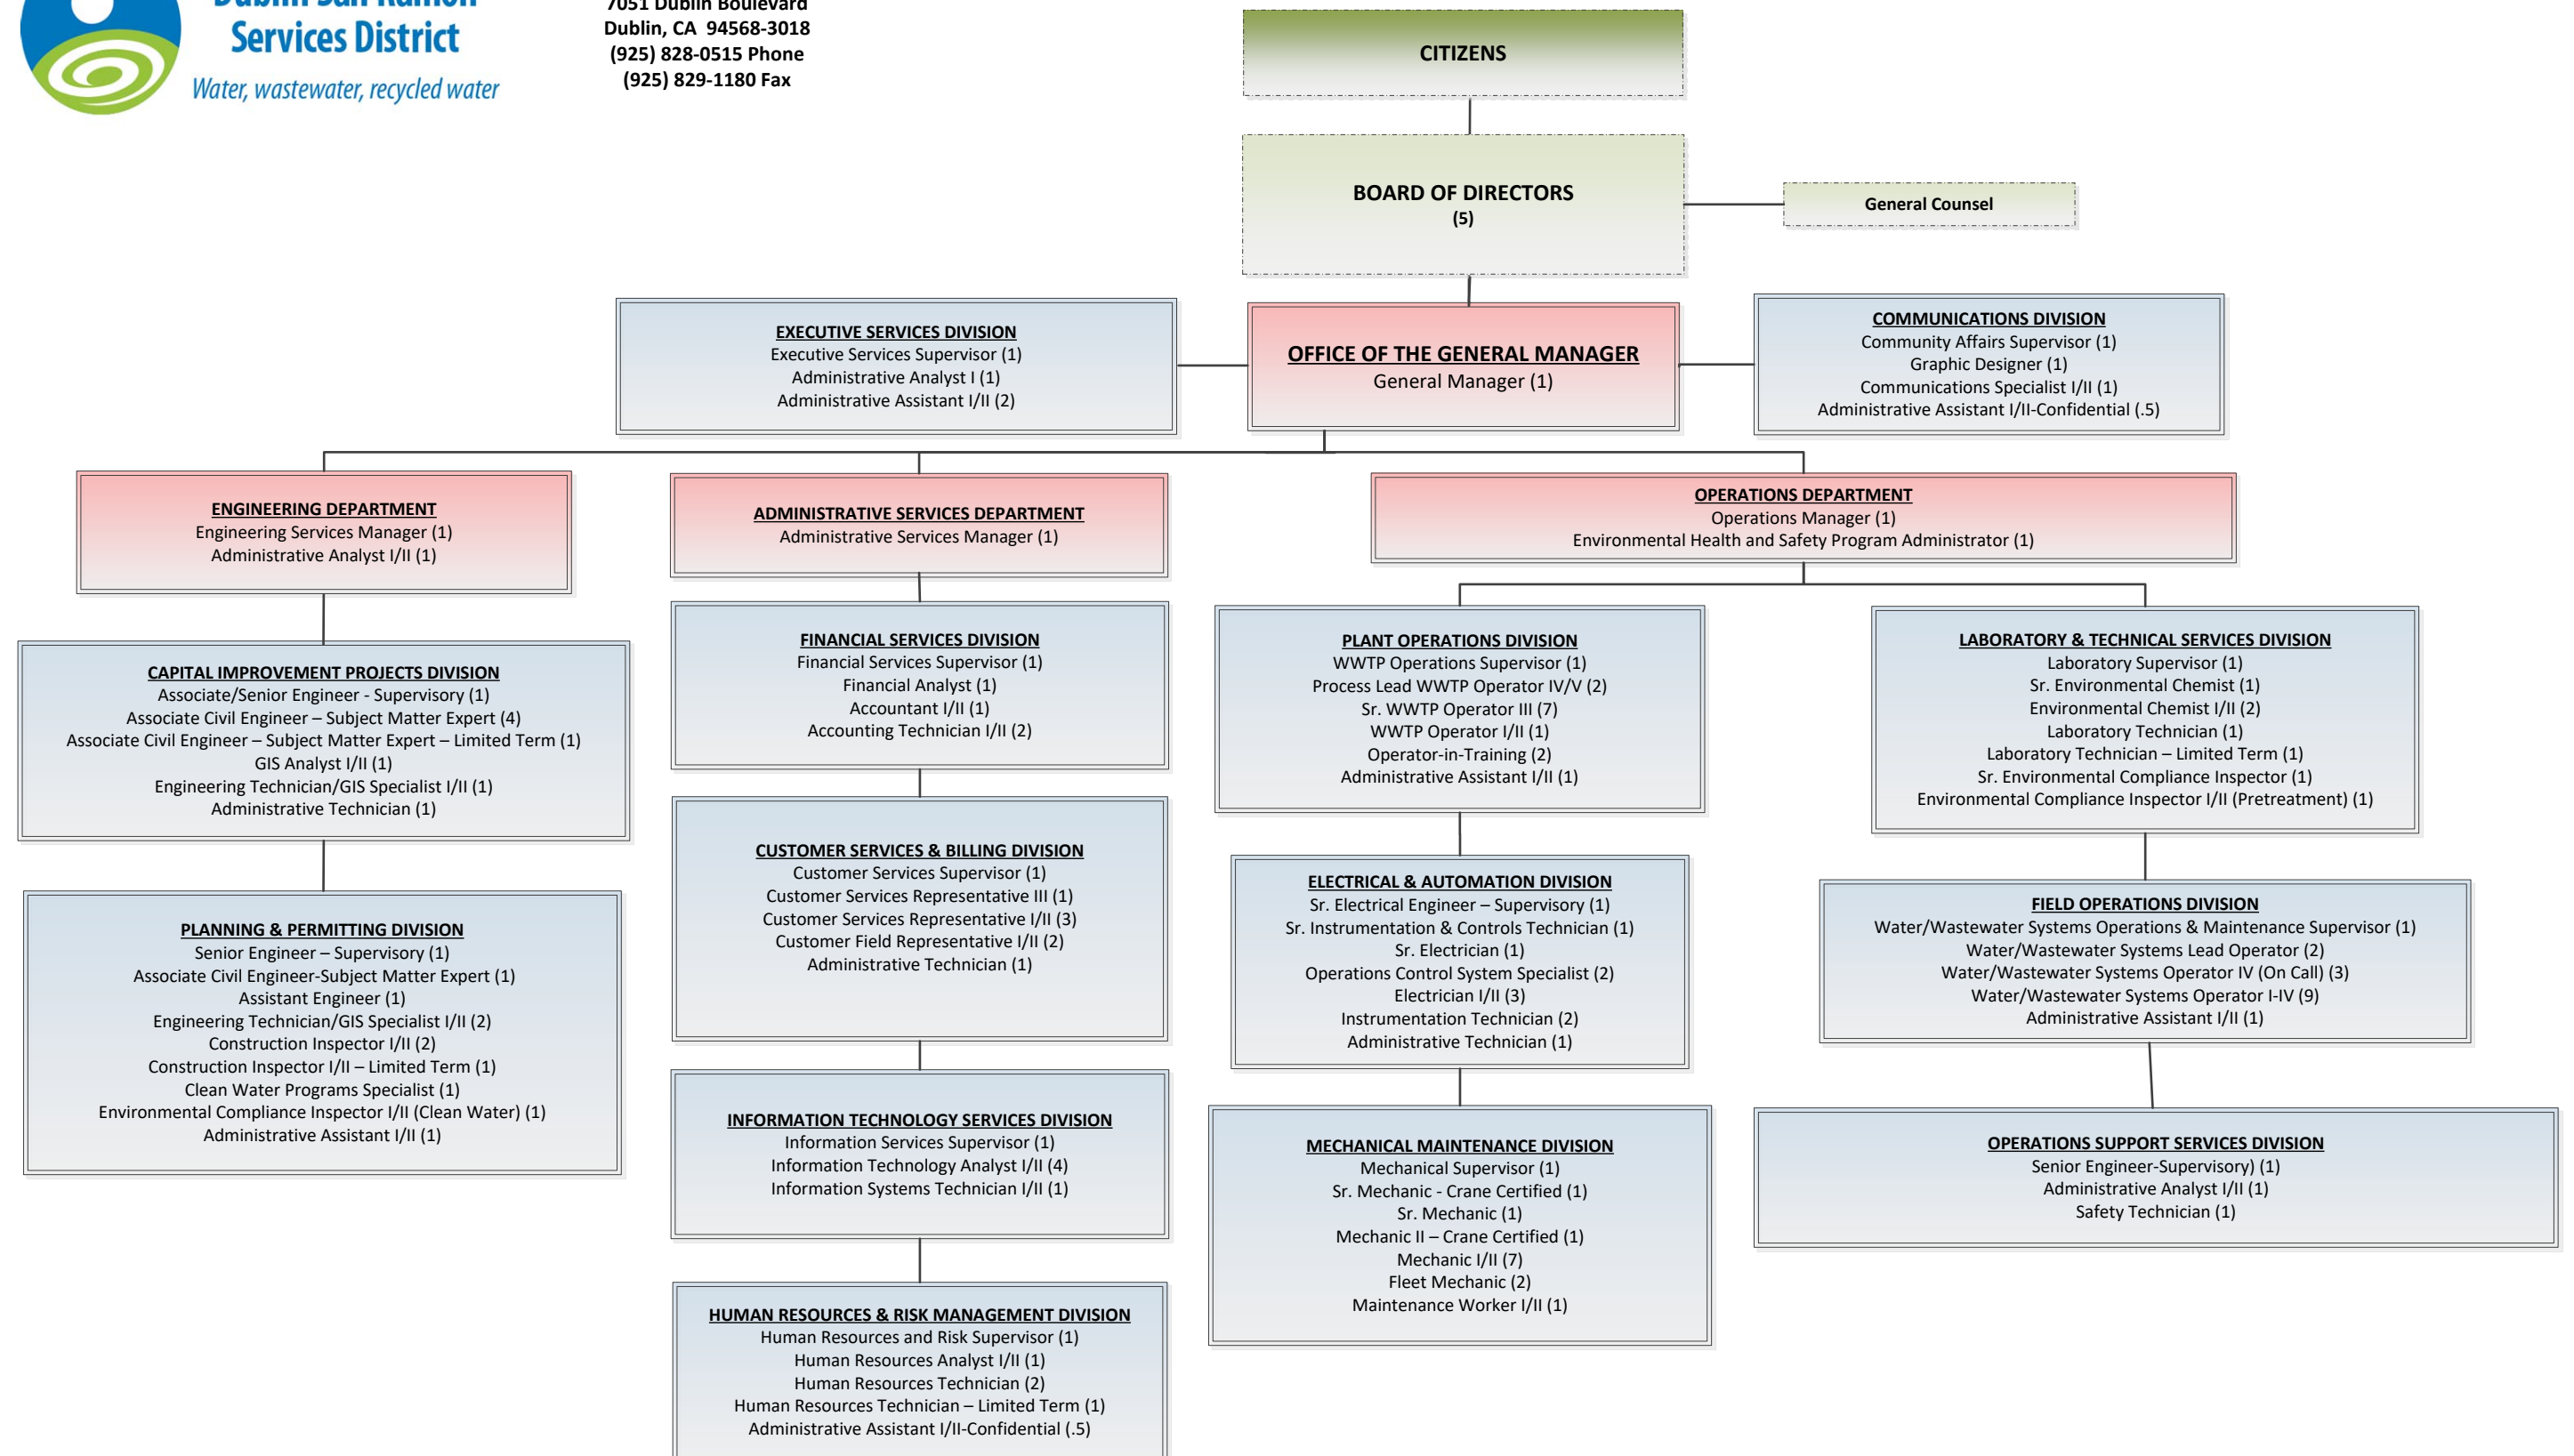 Dublin San Ramon
Services District
Water, wastewater, recycled water
7051 Dublin Boulevard
Dublin, CA 94568-3018
(925) 828-0515 Phone
(925) 829-1180 Fax
CITIZENS
BOARD OF DIRECTORS
(5)
General Counsel
EXECUTIVE SERVICES DIVISION
Executive Services Supervisor (1)
Administrative Analyst I (1)
Administrative Assistant I/II (2)
OFFICE OF THE GENERAL MANAGER
General Manager (1)
COMMUNICATIONS DIVISION
Community Affairs Supervisor (1)
Graphic Designer (1)
Communications Specialist I/II (1)
Administrative Assistant I/II-Confidential (.5)
ENGINEERING DEPARTMENT
Engineering Services Manager (1)
Administrative Analyst I/II (1)
CAPITAL IMPROVEMENT PROJECTS DIVISION
Associate/Senior Engineer - Supervisory (1)
Associate Civil Engineer – Subject Matter Expert (4)
Associate Civil Engineer – Subject Matter Expert – Limited Term (1)
GIS Analyst I/II (1)
Engineering Technician/GIS Specialist I/II (1)
Administrative Technician (1)
PLANNING & PERMITTING DIVISION
Senior Engineer – Supervisory (1)
Associate Civil Engineer-Subject Matter Expert (1)
Assistant Engineer (1)
Engineering Technician/GIS Specialist I/II (2)
Construction Inspector I/II (2)
Construction Inspector I/II – Limited Term (1)
Clean Water Programs Specialist (1)
Environmental Compliance Inspector I/II (Clean Water) (1)
Administrative Assistant I/II (1)
ADMINISTRATIVE SERVICES DEPARTMENT
Administrative Services Manager (1)
FINANCIAL SERVICES DIVISION
Financial Services Supervisor (1)
Financial Analyst (1)
Accountant I/II (1)
Accounting Technician I/II (2)
CUSTOMER SERVICES & BILLING DIVISION
Customer Services Supervisor (1)
Customer Services Representative III (1)
Customer Services Representative I/II (3)
Customer Field Representative I/II (2)
Administrative Technician (1)
INFORMATION TECHNOLOGY SERVICES DIVISION
Information Services Supervisor (1)
Information Technology Analyst I/II (4)
Information Systems Technician I/II (1)
HUMAN RESOURCES & RISK MANAGEMENT DIVISION
Human Resources and Risk Supervisor (1)
Human Resources Analyst I/II (1)
Human Resources Technician (2)
Human Resources Technician – Limited Term (1)
Administrative Assistant I/II-Confidential (.5)
OPERATIONS DEPARTMENT
Operations Manager (1)
Environmental Health and Safety Program Administrator (1)
PLANT OPERATIONS DIVISION
WWTP Operations Supervisor (1)
Process Lead WWTP Operator IV/V (2)
Sr. WWTP Operator III (7)
WWTP Operator I/II (1)
Operator-in-Training (2)
Administrative Assistant I/II (1)
ELECTRICAL & AUTOMATION DIVISION
Sr. Electrical Engineer – Supervisory (1)
Sr. Instrumentation & Controls Technician (1)
Sr. Electrician (1)
Operations Control System Specialist (2)
Electrician I/II (3)
Instrumentation Technician (2)
Administrative Technician (1)
MECHANICAL MAINTENANCE DIVISION
Mechanical Supervisor (1)
Sr. Mechanic - Crane Certified (1)
Sr. Mechanic (1)
Mechanic II – Crane Certified (1)
Mechanic I/II (7)
Fleet Mechanic (2)
Maintenance Worker I/II (1)
LABORATORY & TECHNICAL SERVICES DIVISION
Laboratory Supervisor (1)
Sr. Environmental Chemist (1)
Environmental Chemist I/II (2)
Laboratory Technician (1)
Laboratory Technician – Limited Term (1)
Sr. Environmental Compliance Inspector (1)
Environmental Compliance Inspector I/II (Pretreatment) (1)
FIELD OPERATIONS DIVISION
Water/Wastewater Systems Operations & Maintenance Supervisor (1)
Water/Wastewater Systems Lead Operator (2)
Water/Wastewater Systems Operator IV (On Call) (3)
Water/Wastewater Systems Operator I-IV (9)
Administrative Assistant I/II (1)
OPERATIONS SUPPORT SERVICES DIVISION
Senior Engineer-Supervisory) (1)
Administrative Analyst I/II (1)
Safety Technician (1)